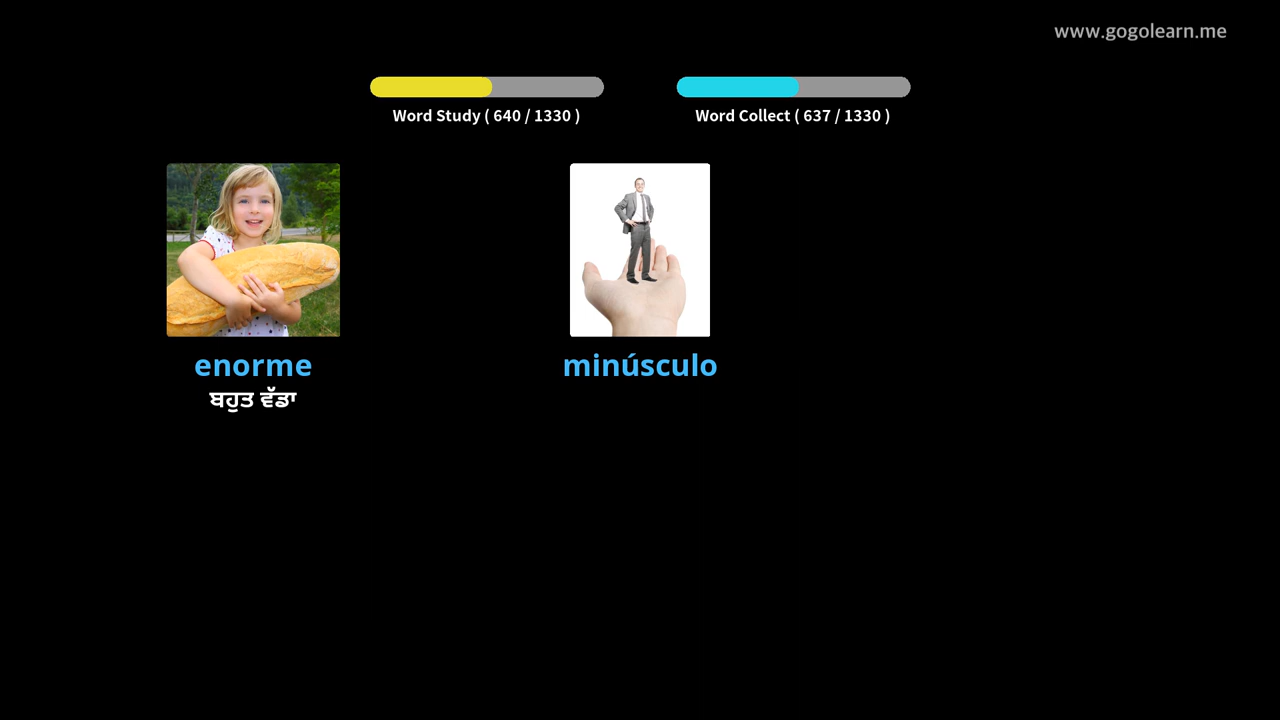 www.gogolearn.me
Word Study ( 640 / 1330 )
Word Collect ( 637 / 1330 )
enorme
ਬਹੁਤ ਵੱਡਾ
minúsculo